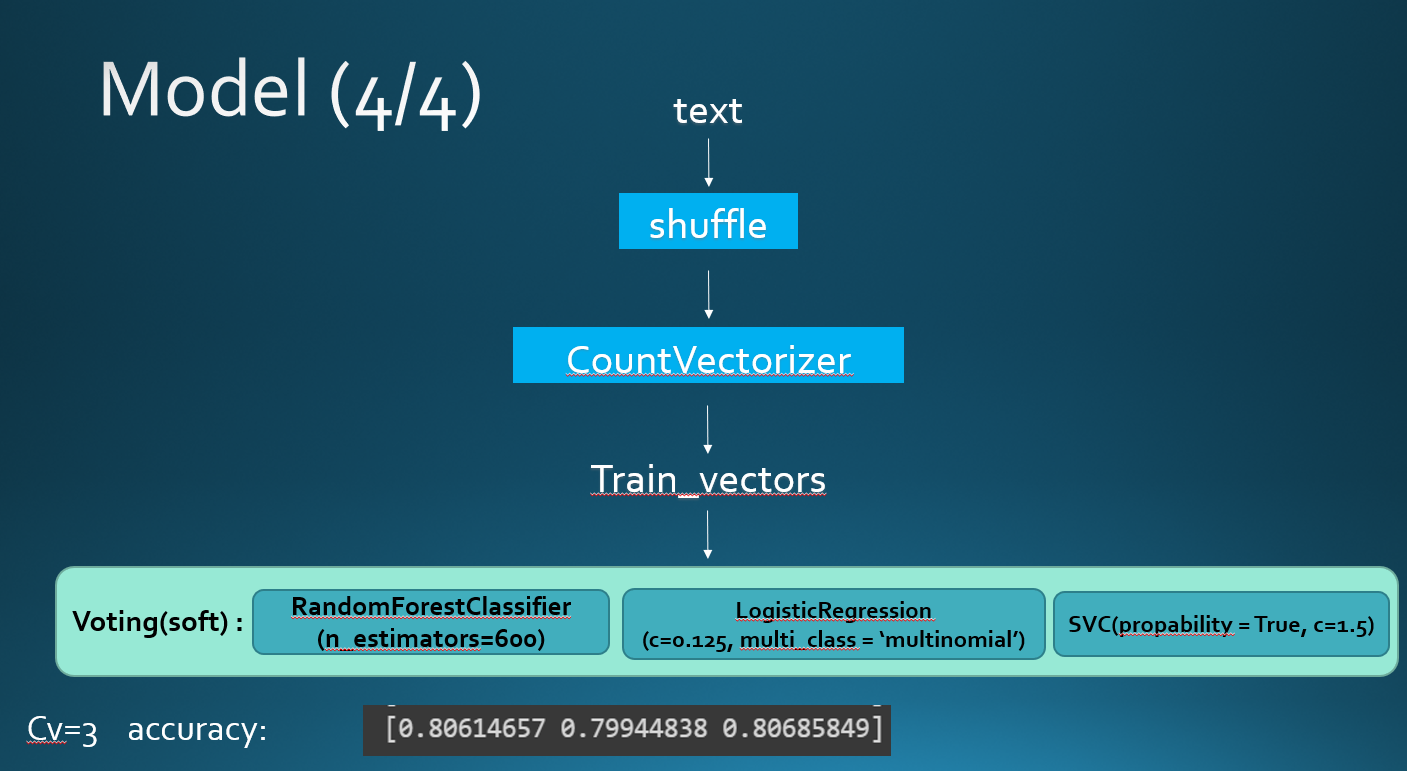 Model (4/4)
text
shuffle
CountVectorizer
Train_vectors
Voting(soft) :
RandomForestClassifier
(n_estimators=600)
LogisticRegression
(c=0.125, multi_class = ‘multinomial’)
SVC(propability = True, c=1.5)
Cv=3 accuracy:
[0.80614657 0.79944838 0.80685849]